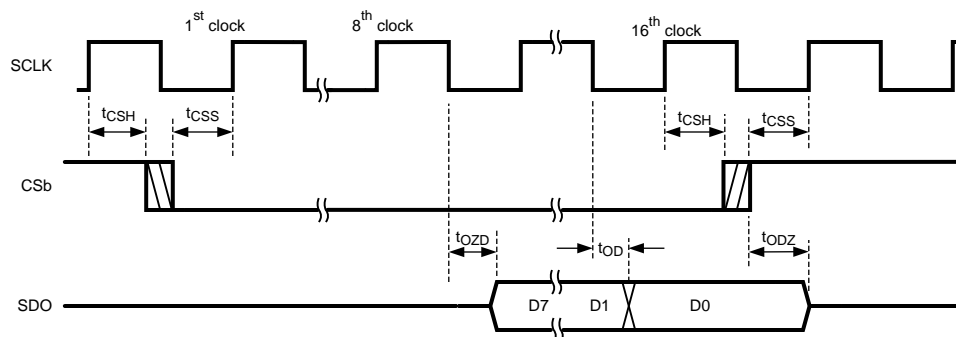 1st clock 8th clock 16th clock
SCLK
tCSH tCSS tCSH tCSS
CSb
tOZD tOD tODZ
SDO D7 D1 D0